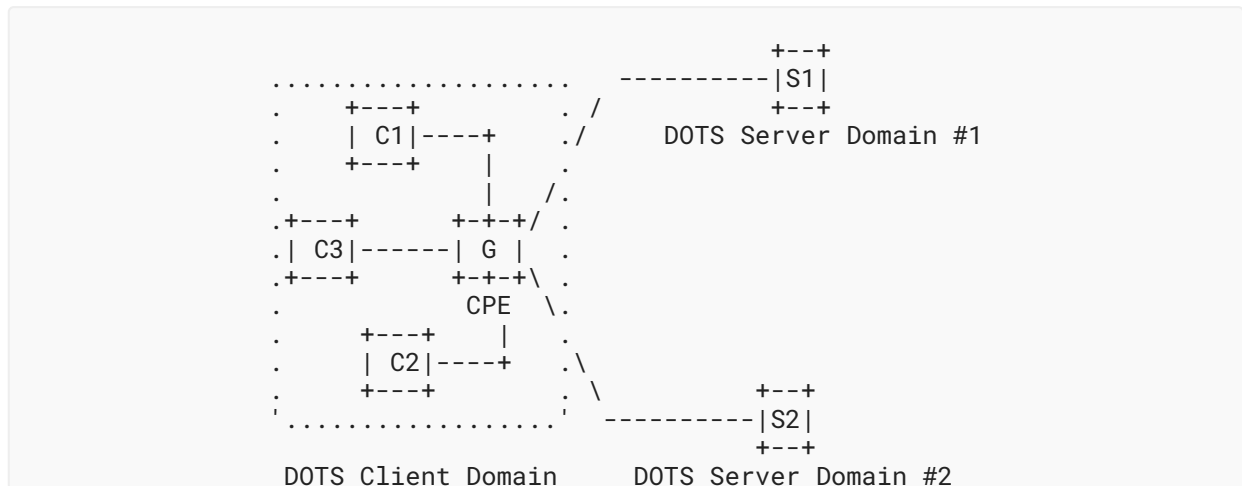 +--+
                  ....................   ----------|S1|
                  .    +---+          . /          +--+
                  .    | C1|----+     ./     DOTS Server Domain #1
                  .    +---+    |     .
                  .             |    /.
                  .+---+      +-+-+/  .
                  .| C3|------| G |   .
                  .+---+      +-+-+\  .
                  .            CPE  \.
                  .     +---+    |    .
                  .     | C2|----+    .\
                  .     +---+         . \         +--+
                  '..................'  ----------|S2|
                                                  +--+
                   DOTS Client Domain     DOTS Server Domain #2